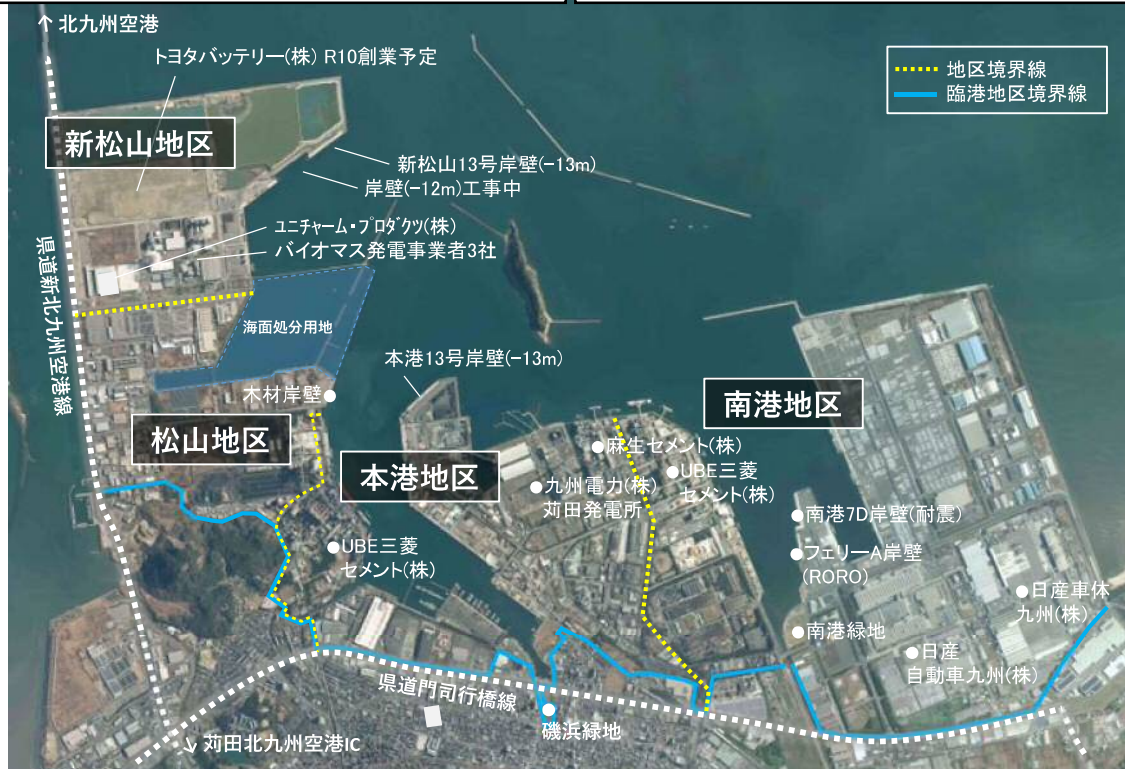 ↑ 北九州空港
トヨタバッテリー(株) R10創業予定
地区境界線
臨港地区境界線
新松山地区
新松山13号岸壁(-13m)
岸壁(-12m)工事中
ユニチャーム・プロダクツ(株)
バイオマス発電事業者3社
県道新北九州空港線
海面処分用地
本港13号岸壁(-13m)
木材岸壁
南港地区
松山地区
本港地区
麻生セメント(株)
九州電力(株)
苅田発電所
UBE三菱
セメント(株)
南港7D岸壁(耐震)
UBE三菱
セメント(株)
フェリーA岸壁
(RORO)
日産車体
九州(株)
南港緑地
日産
自動車九州(株)
県道門司行橋線
磯浜緑地
↘ 苅田北九州空港IC